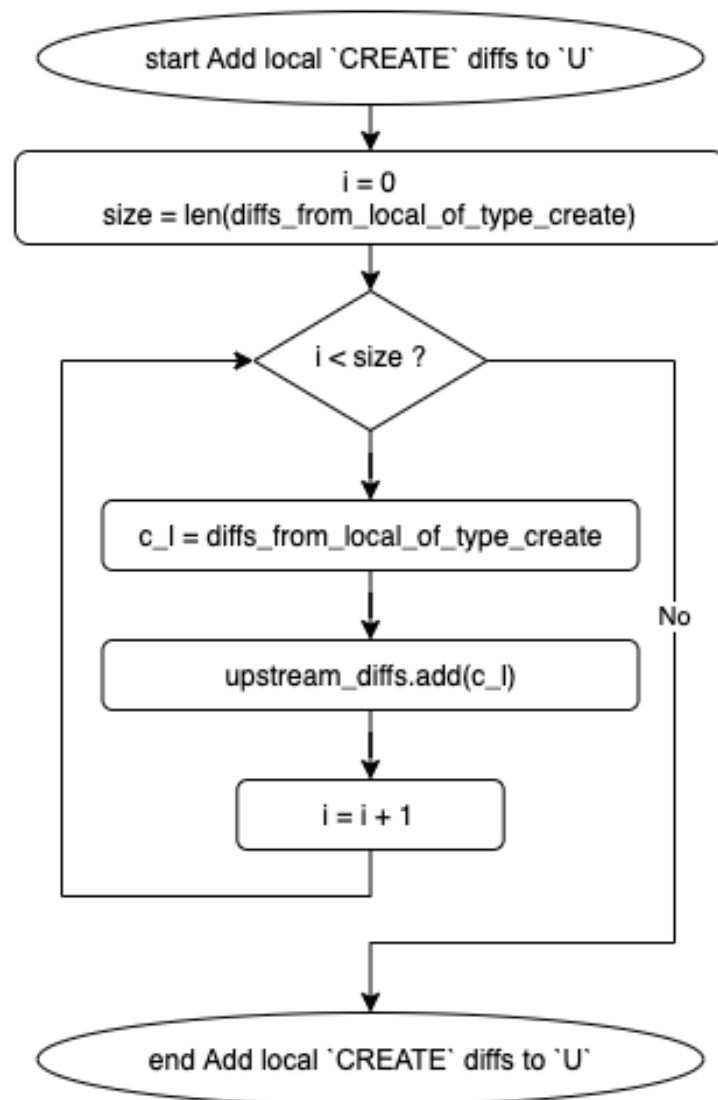 start Add local `CREATE` diffs to `U`
i = 0
size = len(diffs_from_local_of_type_create)
i < size ?
c_l = diffs_from_local_of_type_create
No
upstream_diffs.add(c_l)
i = i + 1
end Add local `CREATE` diffs to `U`